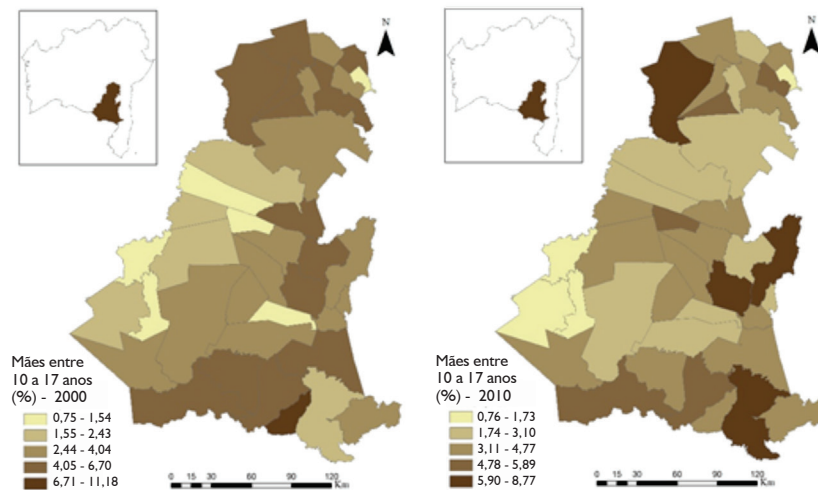 N
Mães entre
10 a 17 anos
(%) - 2000
0,75 - 1,54
1,55 - 2,43
2,44 - 4,04
4,05 - 6,70
6,71 - 11,18
0 15 30 60 90 120
Km
N
Mães entre
10 a 17 anos
(%) - 2010
0,76 - 1,73
1,74 - 3,10
3,11 - 4,77
4,78 - 5,89
5,90 - 8,77
0 15 30 60 90 120
Km